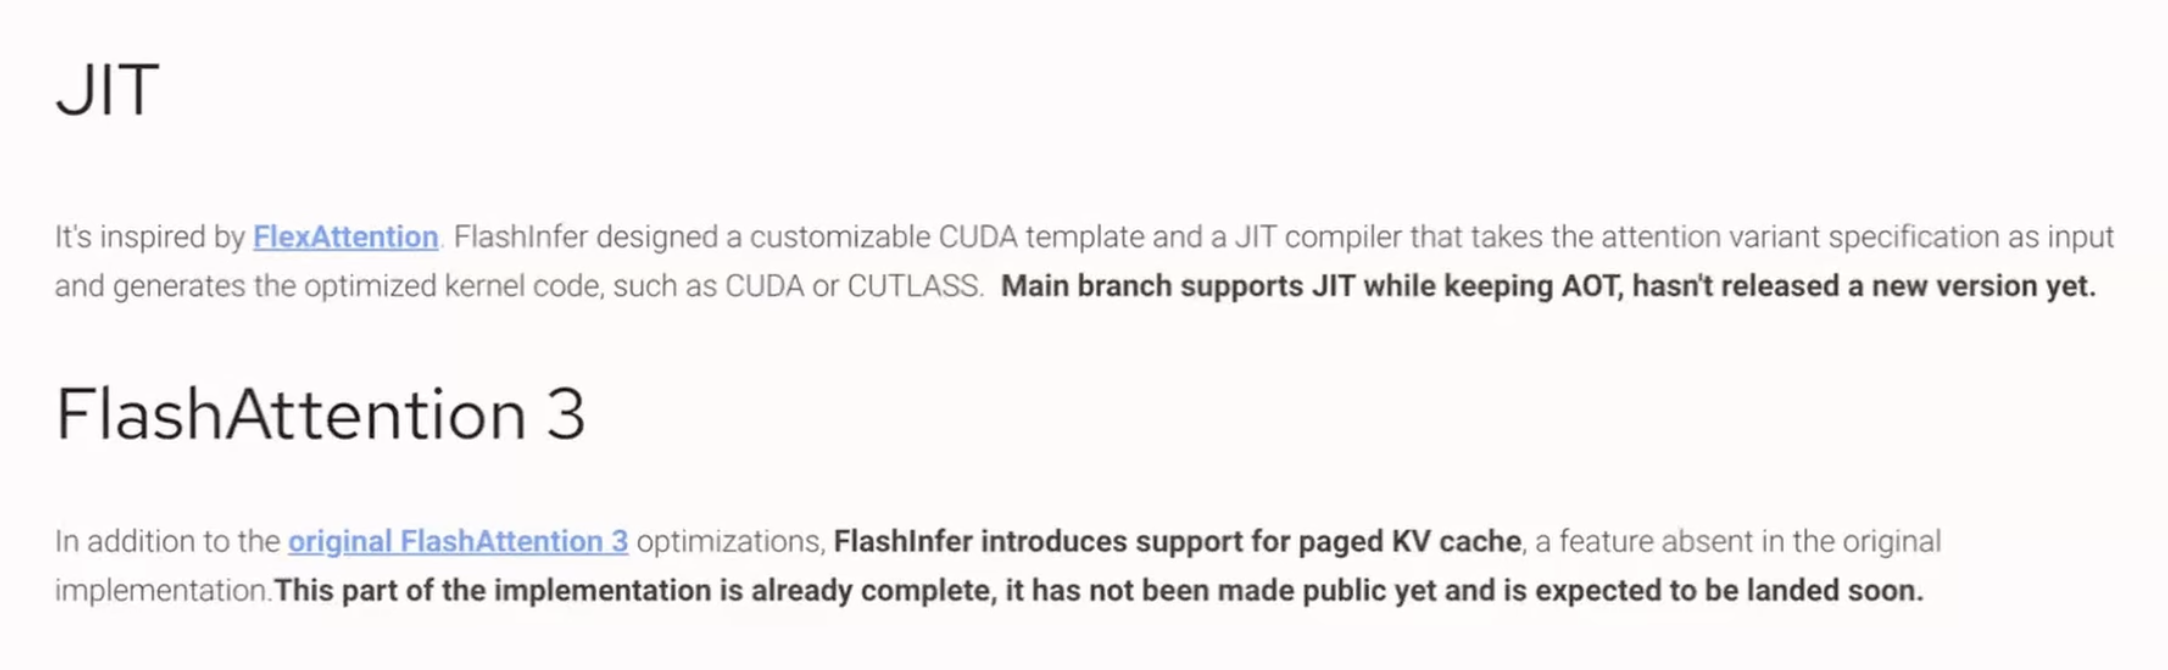 JIT
It's inspired by FlexAttention. FlashInfer designed a customizable CUDA template and a JIT compiler that takes the attention variant specification as input
and generates the optimized kernel code, such as CUDA or CUTLASS. Main branch supports JIT while keeping AOT, hasn't released a new version yet.
FlashAttention 3
In addition to the original FlashAttention 3 optimizations, FlashInfer introduces support for paged KV cache, a feature absent in the original
implementation.This part of the implementation is already complete, it has not been made public yet and is expected to be landed soon.